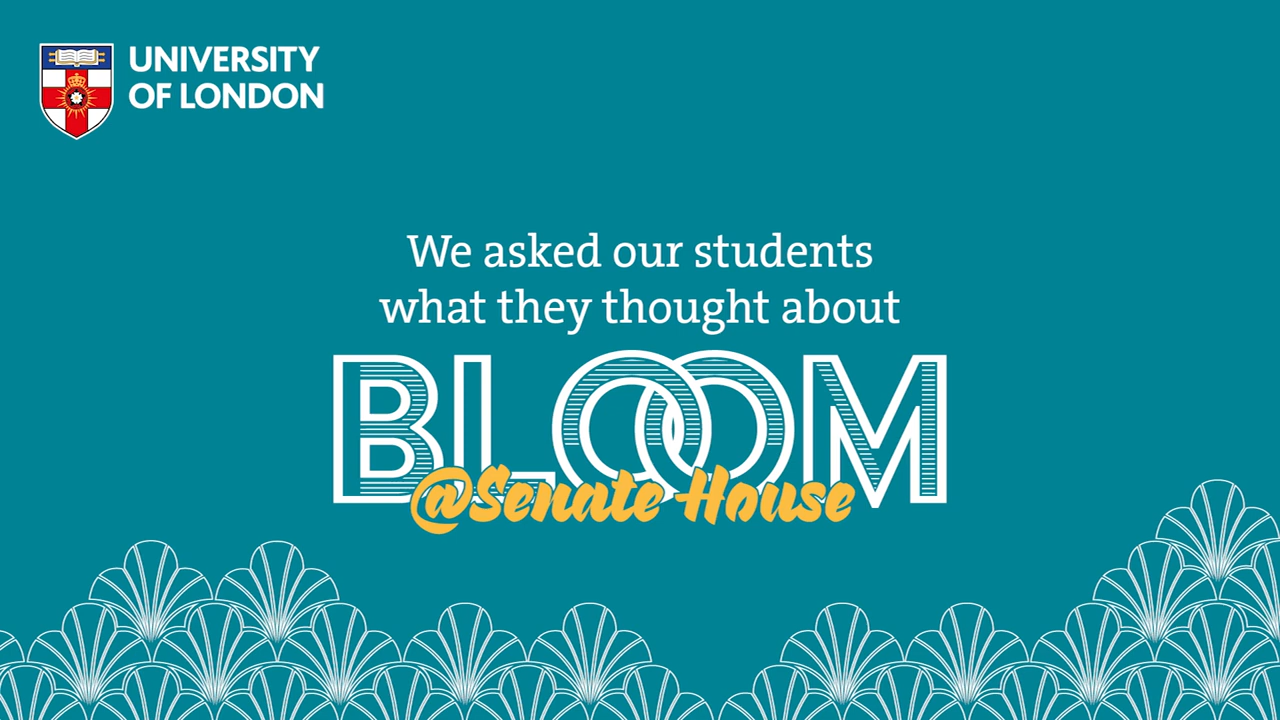 UNIVERSITY
OF LONDON
We asked our students
what they thought about
BLOOM
@Senate House